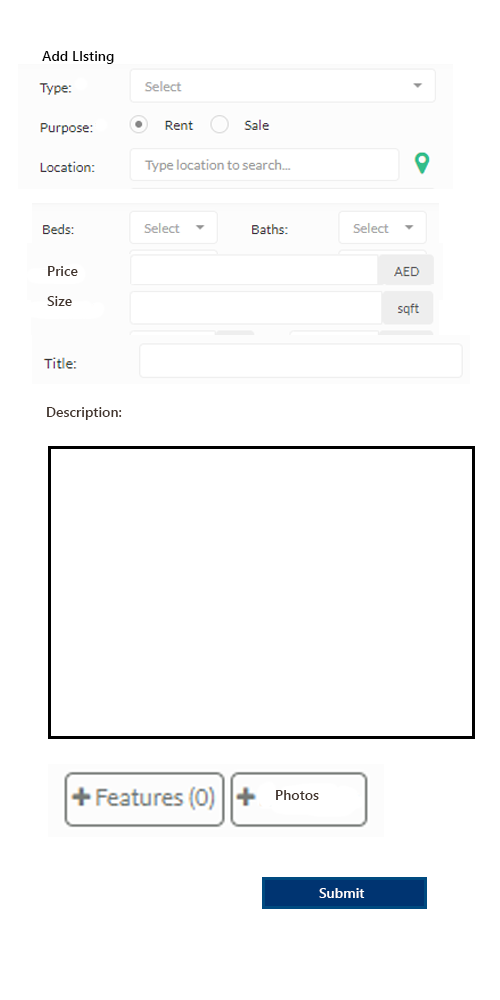 Add LIsting
Type: Select
Purpose: Rent Sale
Location: Type location to search...
Beds: Select Baths: Select
Price AED
Size sqft
Title:
Description:
+ Features (0) + Photos
Submit